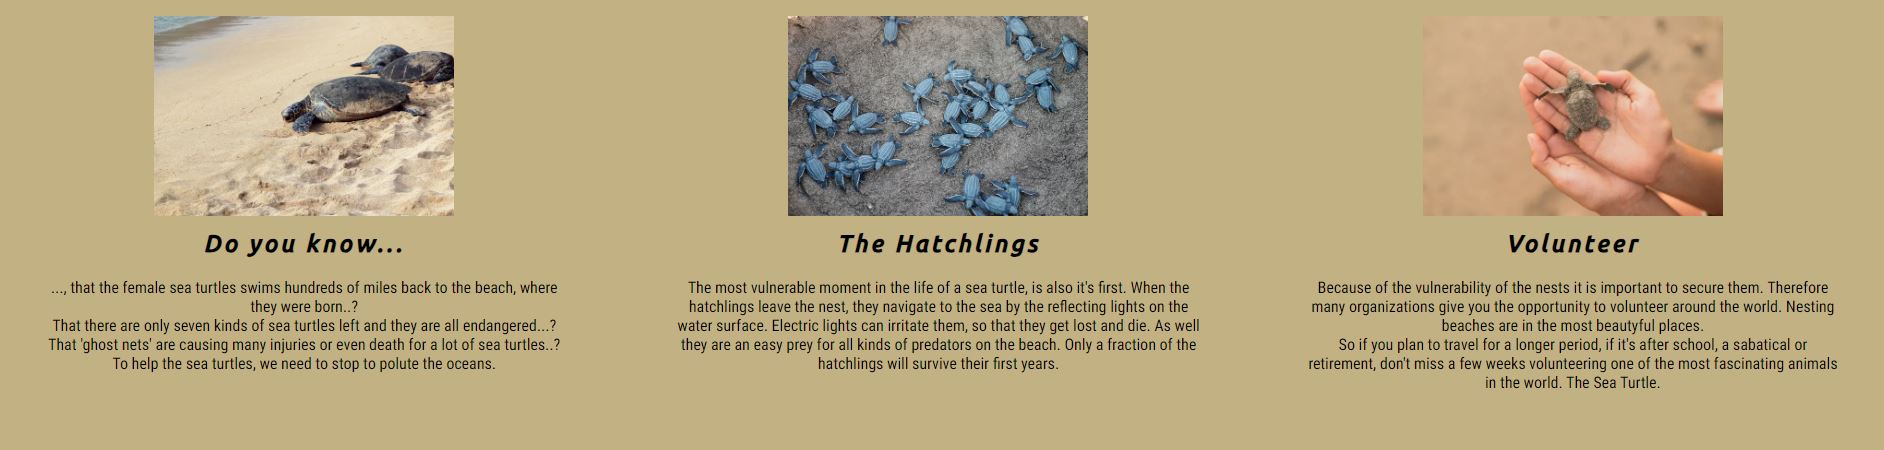 Do you know...
..., that the female sea turtles swims hundreds of miles back to the beach, where
they were born..?
That there are only seven kinds of sea turtles left and they are all endangered...?
That 'ghost nets' are causing many injuries or even death for a lot of sea turtles..?
To help the sea turtles, we need to stop to polute the oceans.
The Hatchlings
The most vulnerable moment in the life of a sea turtle, is also it's first. When the
hatchlings leave the nest, they navigate to the sea by the reflecting lights on the
water surface. Electric lights can irritate them, so that they get lost and die. As well
they are an easy prey for all kinds of predators on the beach. Only a fraction of the
hatchlings will survive their first years.
Volunteer
Because of the vulnerability of the nests it is important to secure them. Therefore
many organizations give you the opportunity to volunteer around the world. Nesting
beaches are in the most beautyful places.
So if you plan to travel for a longer period, if it's after school, a sabatical or
retirement, don't miss a few weeks volunteering one of the most fascinating animals
in the world. The Sea Turtle.